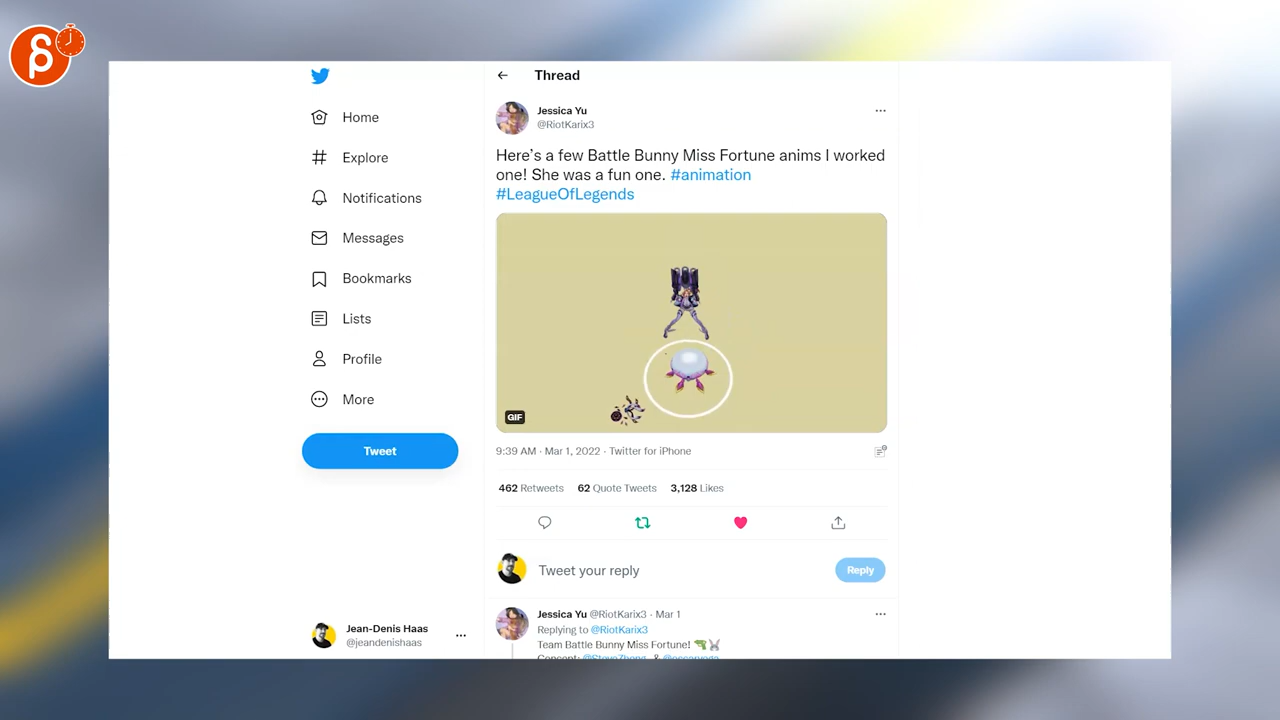 Thread
Jessica Yu
@RiotKarix3
Here's a few Battle Bunny Miss Fortune anims I worked
one! She was a fun one. #animation
#LeagueOfLegends
GIF
9:39 AM · Mar 1, 2022 · Twitter for iPhone
462 Retweets 62 Quote Tweets 3,128 Likes
Tweet your reply
Reply
Jessica Yu @RiotKarix3 · Mar 1
Replying to @RiotKarix3
Team Battle Bunny Miss Fortune!
Home
Explore
Notifications
Messages
Bookmarks
Lists
Profile
More
Tweet
Jean-Denis Haas
@jeandenishaas